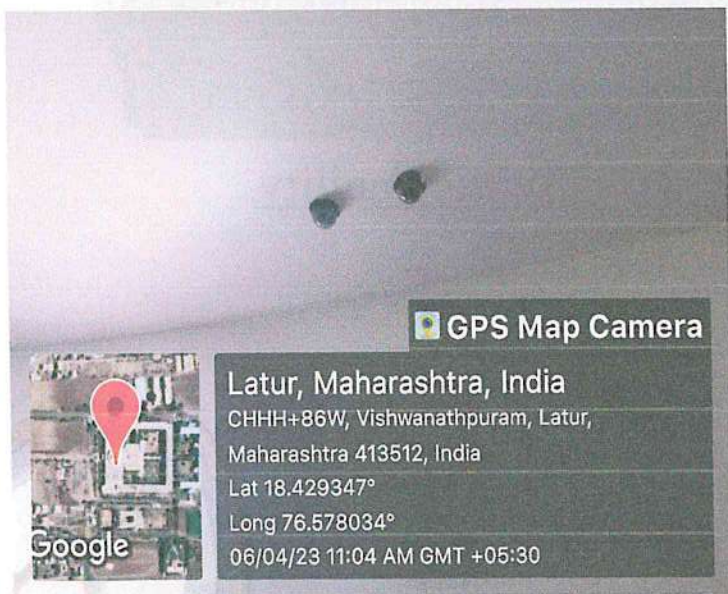 GPS Map Camera
Latur, Maharashtra, India
CHHH+86W, Vishwanathpuram, Latur,
Maharashtra 413512, India
Lat 18.429347°
Long 76.578034°
06/04/23 11:04 AM GMT +05:30
Google